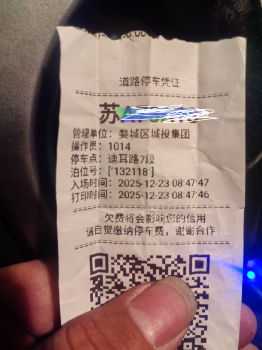 道路停车凭证
苏
管理单位：婺城区城投集团
操作员：1014
停车点：迪耳路7段
泊位号：['132118']
入场时间：2025-12-23 08:47:47
打印时间：2025-12-23 08:47:46
欠费将会影响您的信用
请自觉缴纳停车费，谢谢合作